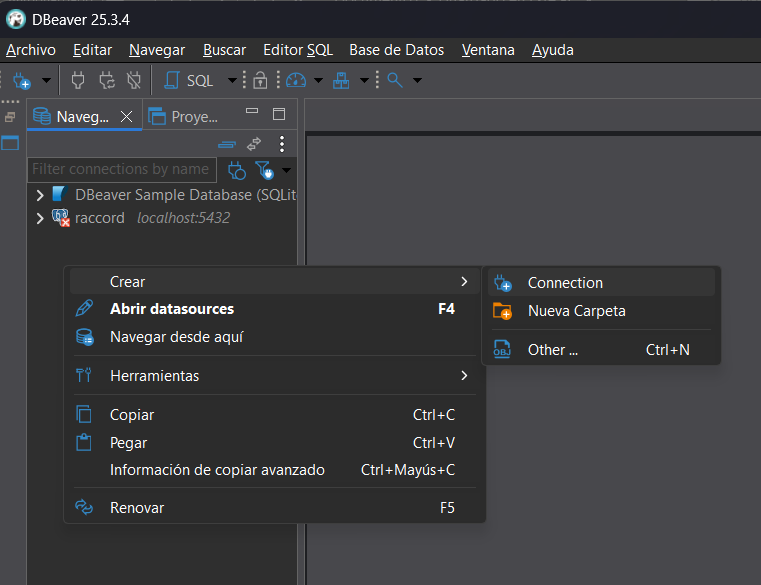 DBeaver 25.3.4
Archivo Editar Navegar Buscar Editor SQL Base de Datos Ventana Ayuda
SQL
Naveg... Proye...
Filter connections by name
DBeaver Sample Database (SQLit
raccord localhost:5432
Crear
Abrir datasources F4
Navegar desde aquí
Herramientas
Copiar Ctrl+C
Pegar Ctrl+V
Información de copiar avanzado Ctrl+Mayús+C
Renovar F5
Connection
Nueva Carpeta
OBJ Other ... Ctrl+N